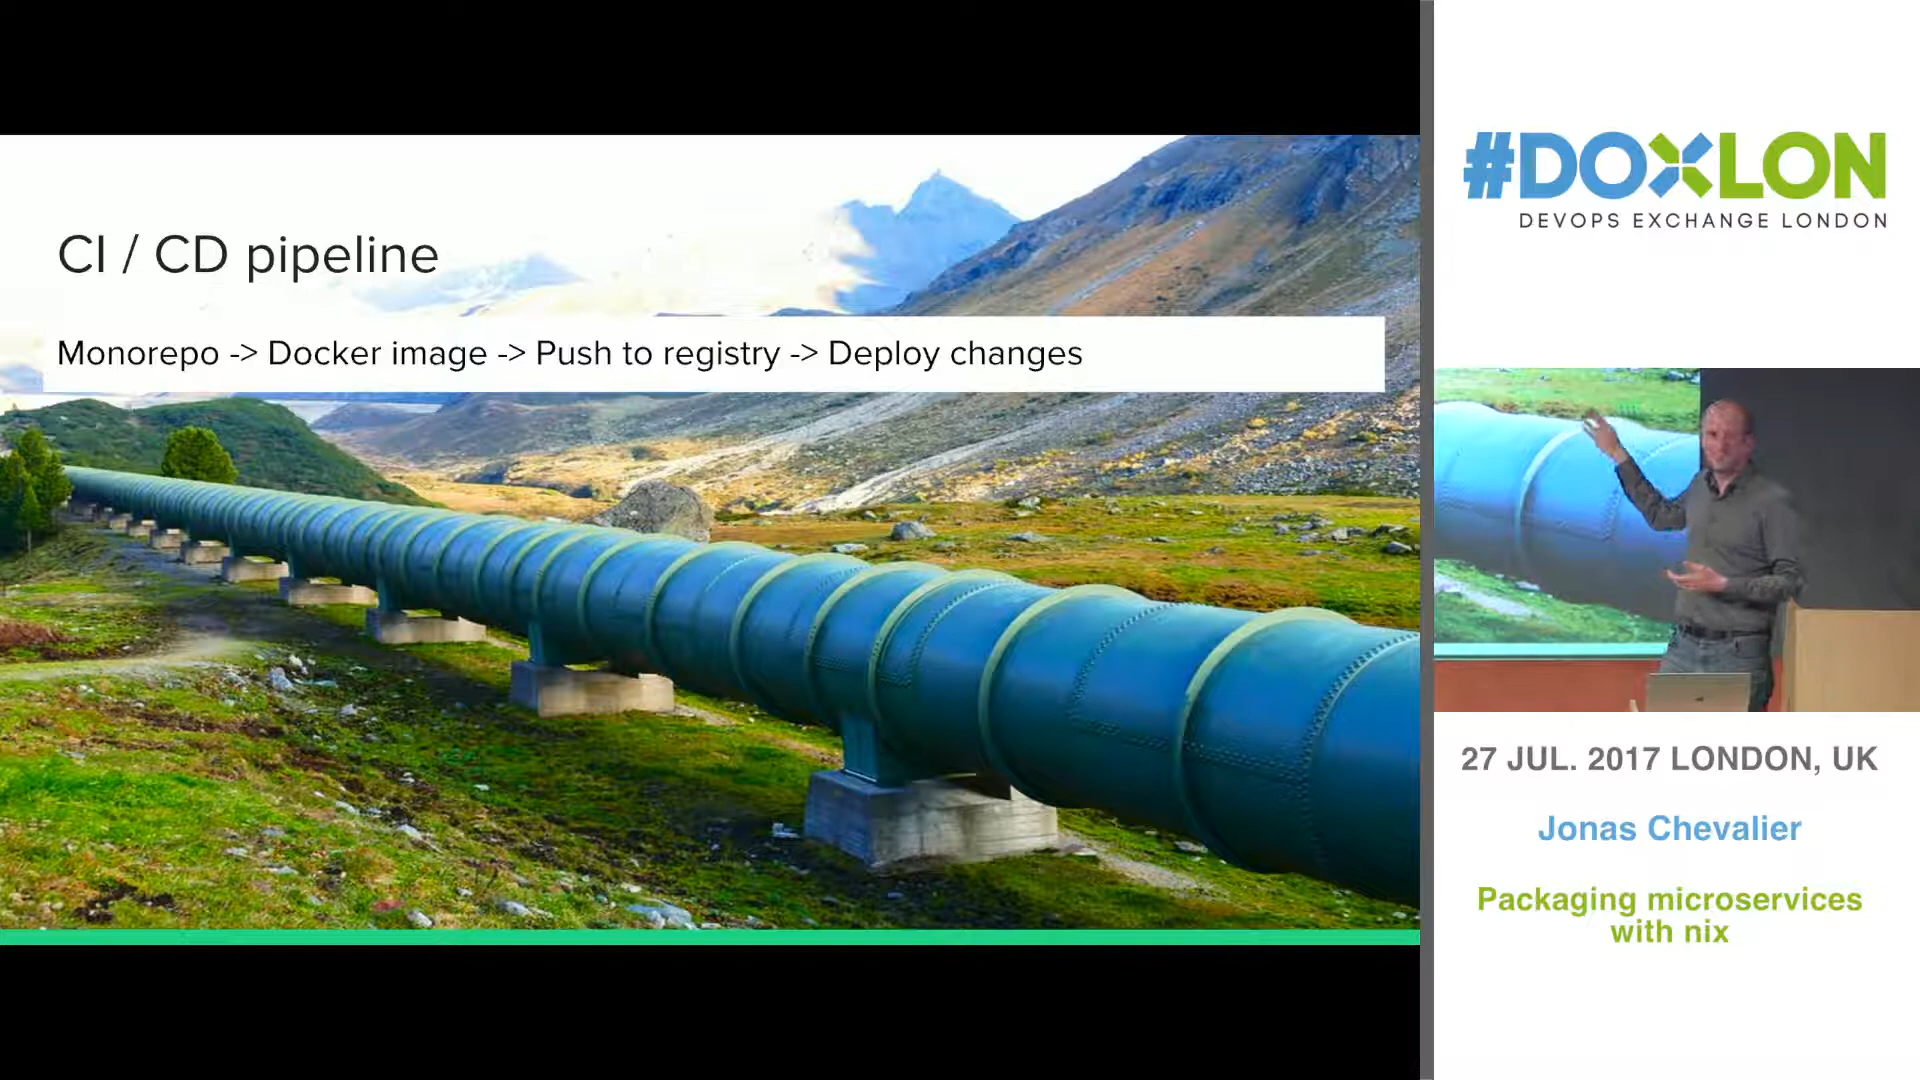 CI / CD pipeline
Monorepo -> Docker image -> Push to registry -> Deploy changes
#DOXLON
DEVOPS EXCHANGE LONDON
27 JUL. 2017 LONDON, UK
Jonas Chevalier
Packaging microservices
with nix